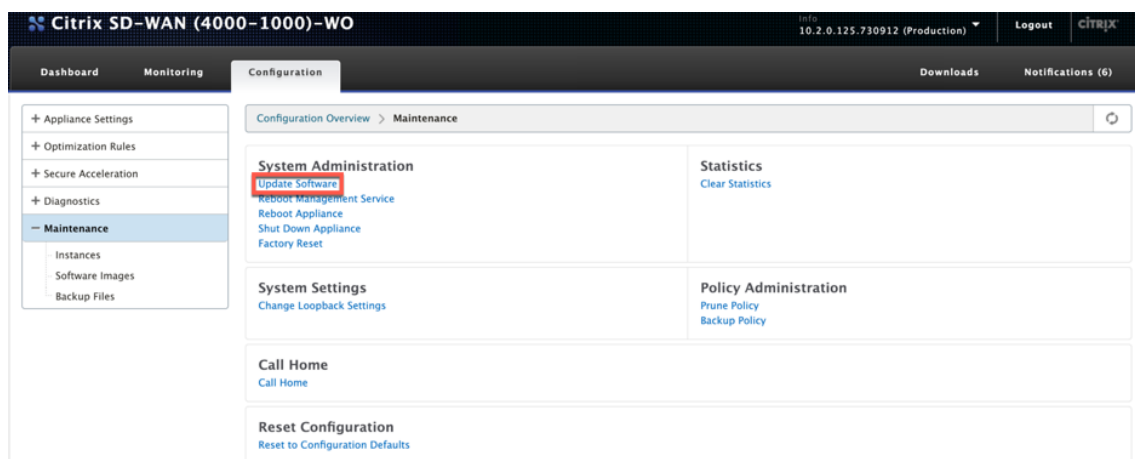 Citrix SD-WAN (4000-1000)-WO
Info
10.2.0.125.730912 (Production)
Logout
CİTRIX
Dashboard
Monitoring
Configuration
Downloads
Notifications (6)
+ Appliance Settings
+ Optimization Rules
+ Secure Acceleration
+ Diagnostics
− Maintenance
Instances
Software Images
Backup Files
Configuration Overview > Maintenance
System Administration
Update Software
Reboot Management Service
Reboot Appliance
Shut Down Appliance
Factory Reset
Statistics
Clear Statistics
System Settings
Change Loopback Settings
Policy Administration
Prune Policy
Backup Policy
Call Home
Call Home
Reset Configuration
Reset to Configuration Defaults